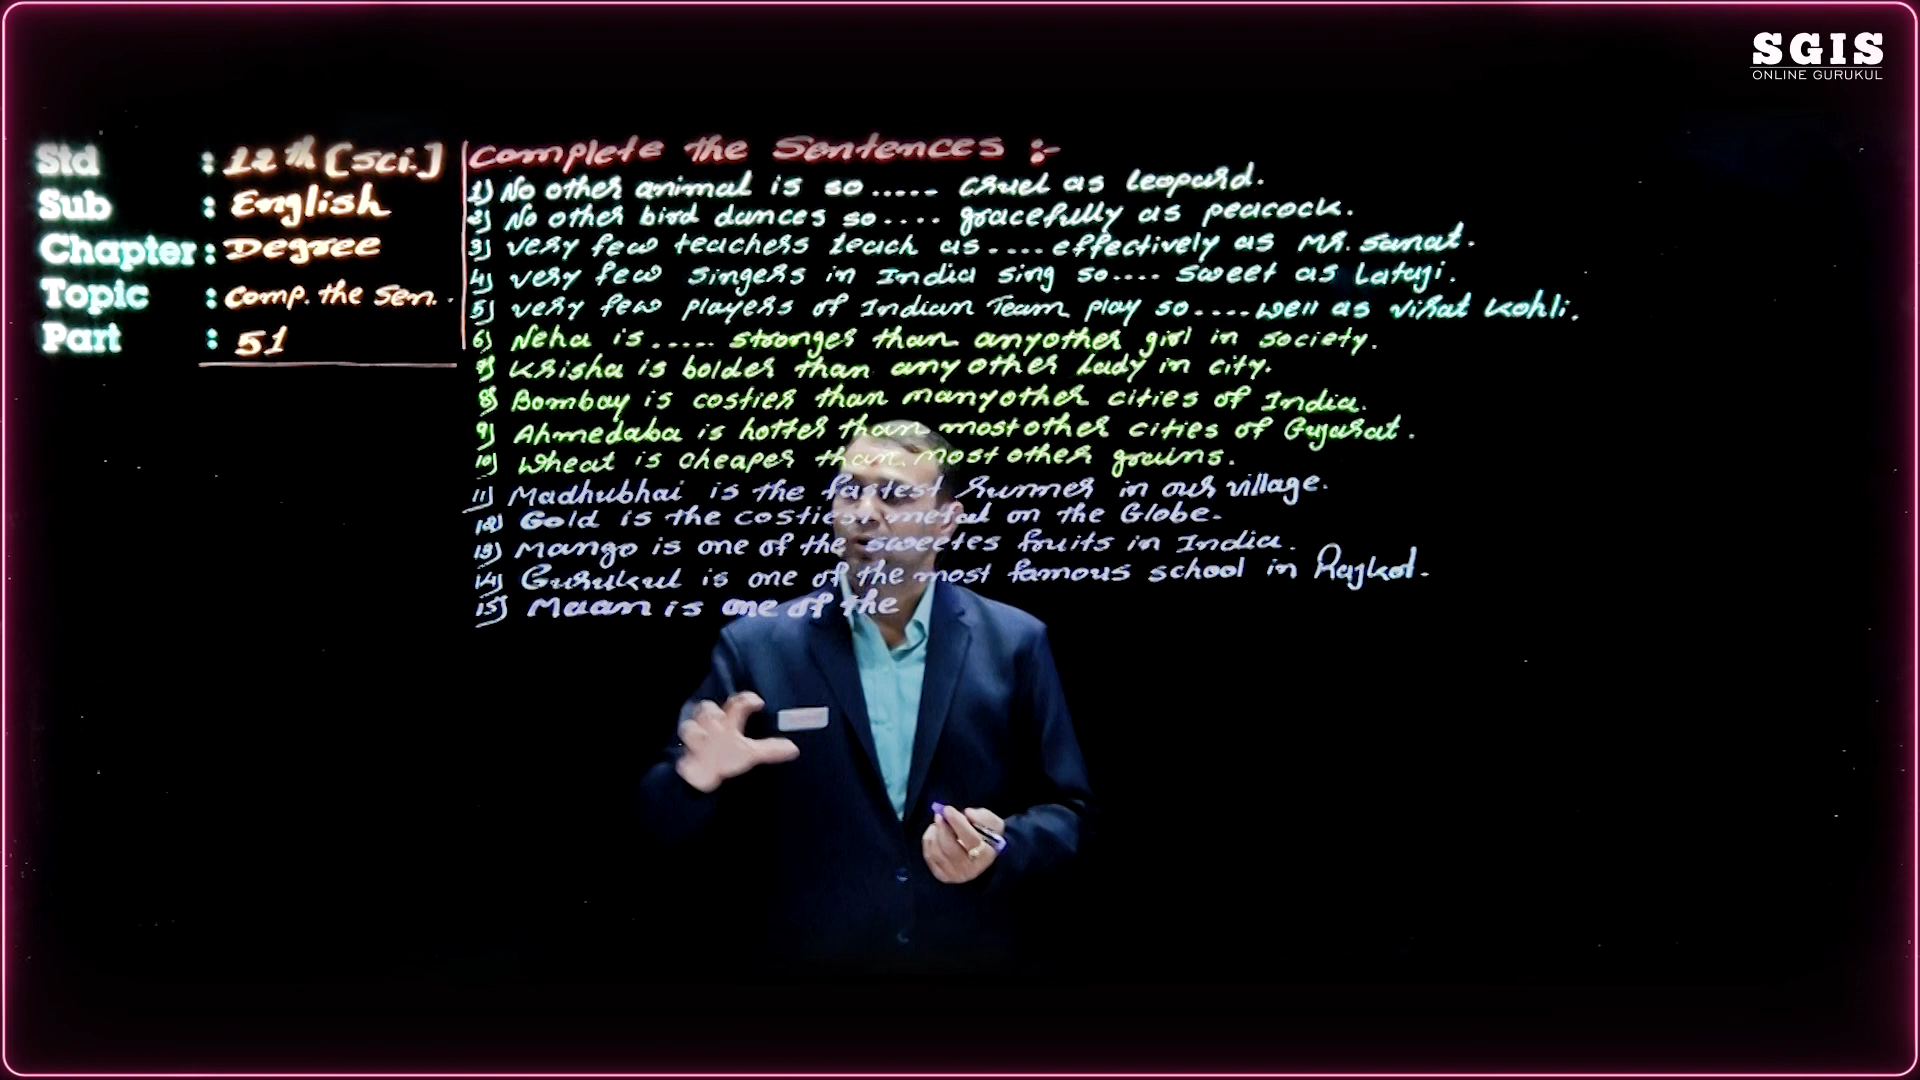 SGIS
ONLINE GURUKUL
Std : 12th [Sci.]
Sub : English
Chapter : Degree
Topic : Comp. the Sen. .
Part : 51
Complete the Sentences :-
1) No other animal is so ..... cruel as leopard.
2) No other bird dances so .... gracefully as peacock.
3) very few teachers teach as .... effectively as Mr. Sanat.
4) very few singers in India sing so .... sweet as Lataji.
5) very few players of Indian Team play so .... well as virat kohli.
6) Neha is ..... stronger than anyother girl in society.
7) Krisha is bolder than any other Lady in city.
8) Bombay is costier than manyother cities of India.
9) Ahmedaba is hotter than mostother cities of Gujarat.
10) Wheat is cheaper than most other grains.
11) Madhubhai is the fastest runner in our village.
12) Gold is the costiest metal on the Globe.
13) Mango is one of the sweetes fruits in India.
14) Gurukul is one of the most famous school in Rajkot.
15) Maan is one of the